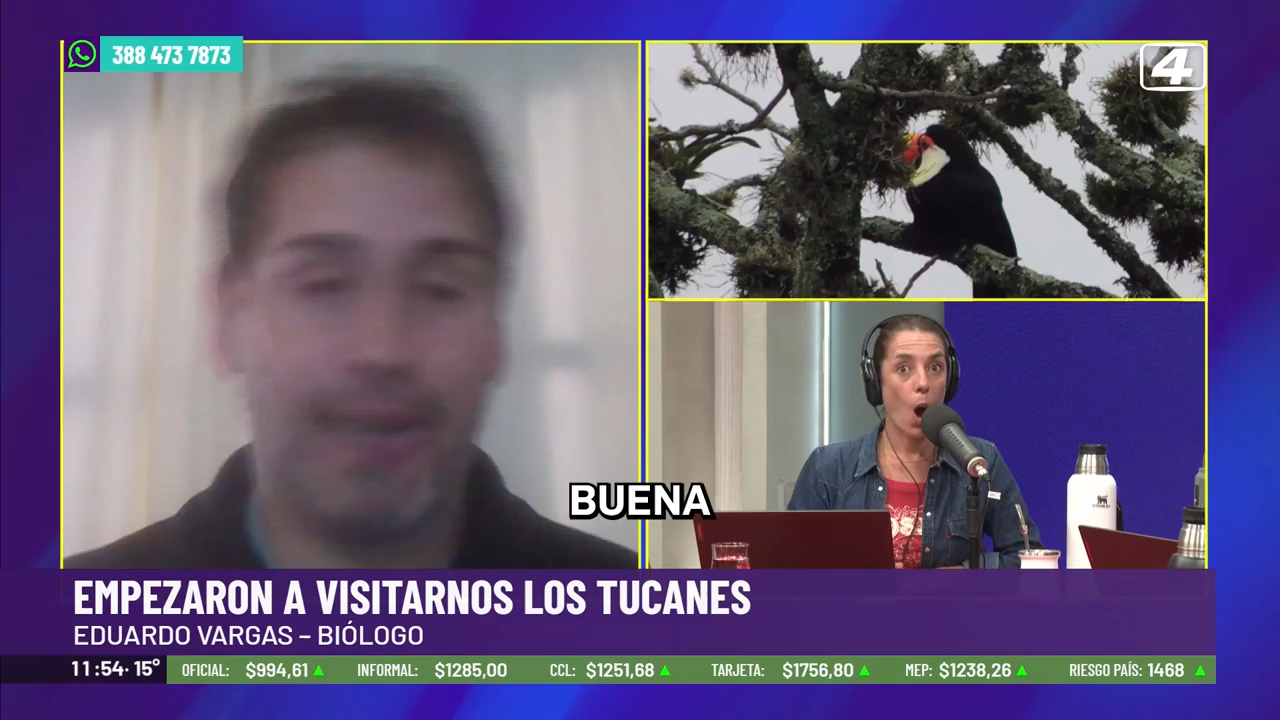 388 473 7873
4
BUENA
STANLEY
EMPEZARON A VISITARNOS LOS TUCANES
EDUARDO VARGAS – BIÓLOGO
11:54· 15° OFICIAL: $994,61 INFORMAL: $1285,00 CCL: $1251,68 TARJETA: $1756,80 MEP: $1238,26 RIESGO PAÍS: 1468